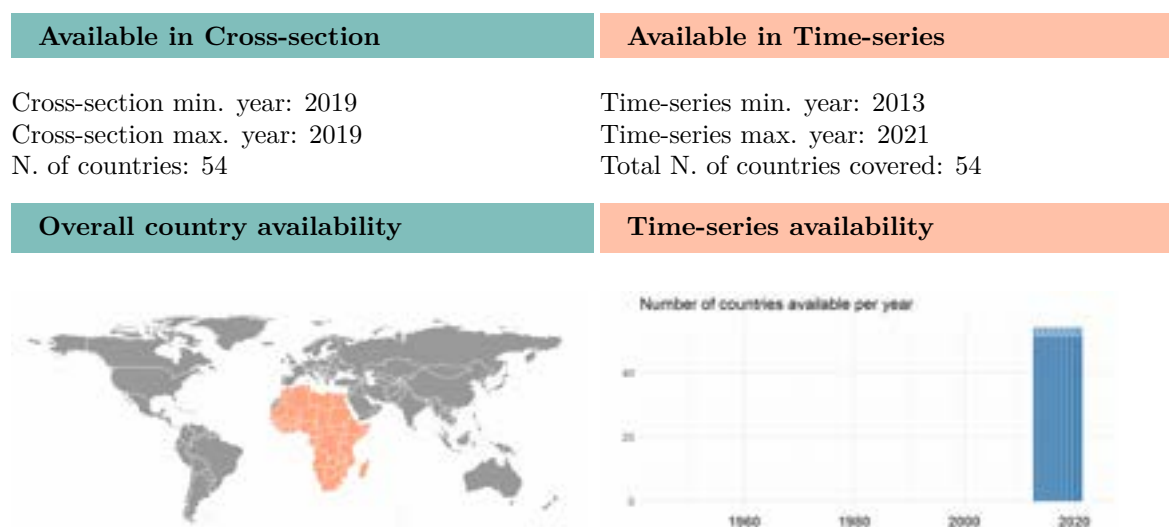 Available in Cross-section
Available in Time-series
Cross-section min. year: 2019
Cross-section max. year: 2019
N. of countries: 54
Time-series min. year: 2013
Time-series max. year: 2021
Total N. of countries covered: 54
Overall country availability
Time-series availability
Number of countries available per year
40
20
0
1960 1980 2000 2020